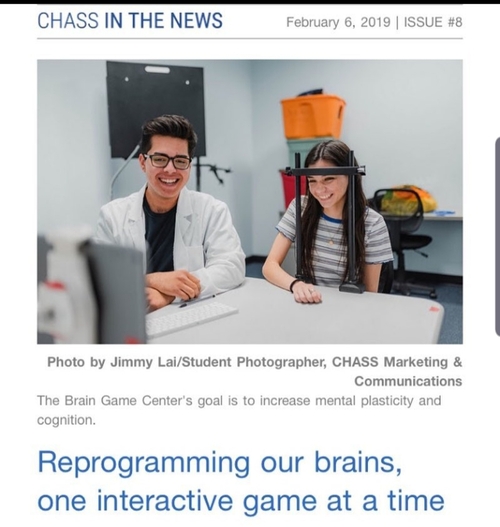 CHASS IN THE NEWS
February 6, 2019 | ISSUE #8
Photo by Jimmy Lai/Student Photographer, CHASS Marketing &
Communications
The Brain Game Center's goal is to increase mental plasticity and
cognition.
Reprogramming our brains,
one interactive game at a time